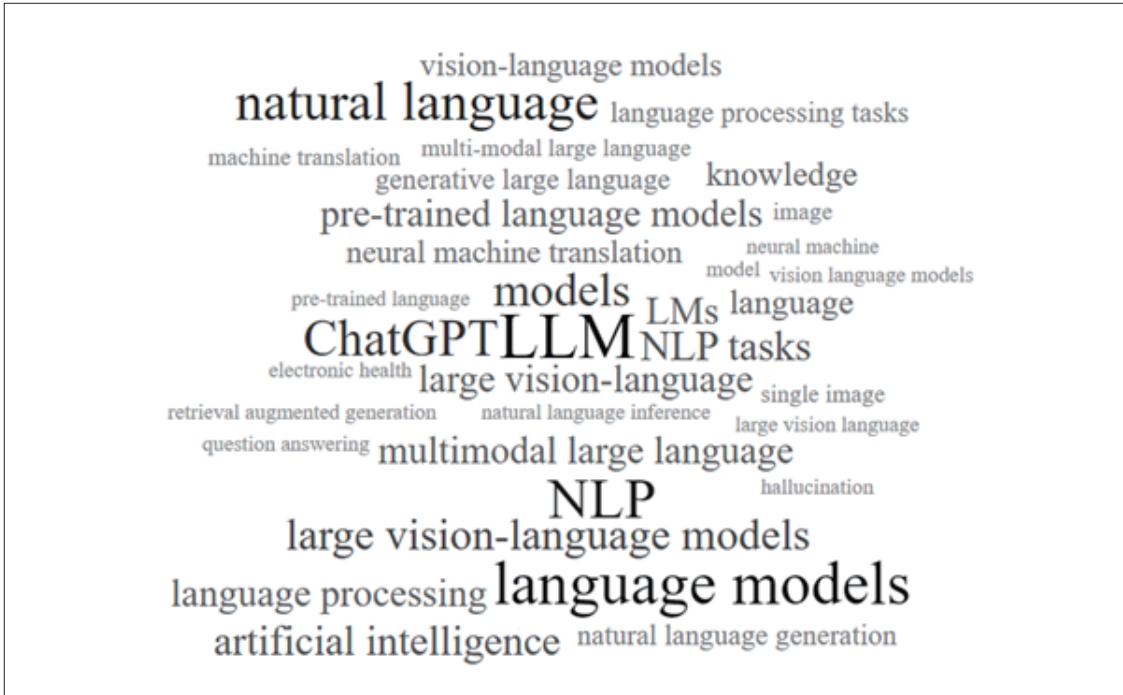 vision-language models
natural language language processing tasks
machine translation multi-modal large language
generative large language knowledge
pre-trained language models image
neural machine translation neural machine
model vision language models
pre-trained language models LMs language
ChatGPT LLM NLP tasks
electronic health large vision-language single image
retrieval augmented generation natural language inference large vision language
question answering multimodal large language
NLP hallucination
large vision-language models
language processing language models
artificial intelligence natural language generation